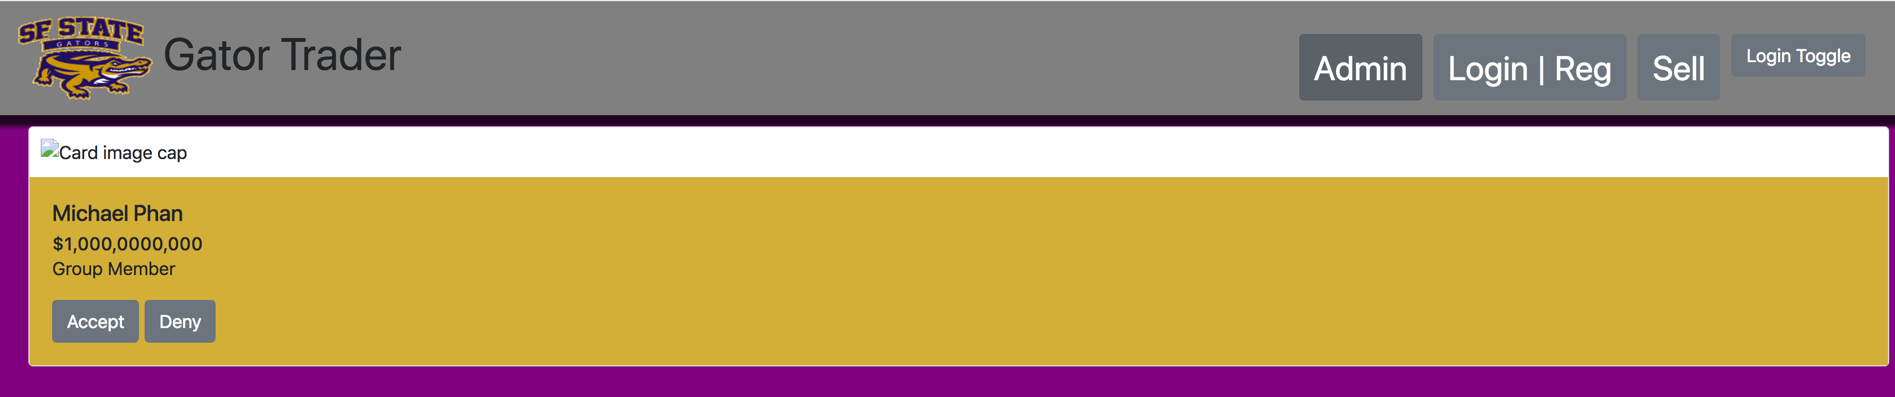 SF STATE
GATORS
Gator Trader
Admin
Login | Reg
Sell
Login Toggle
Card image cap
Michael Phan
$1,000,0000,000
Group Member
Accept
Deny